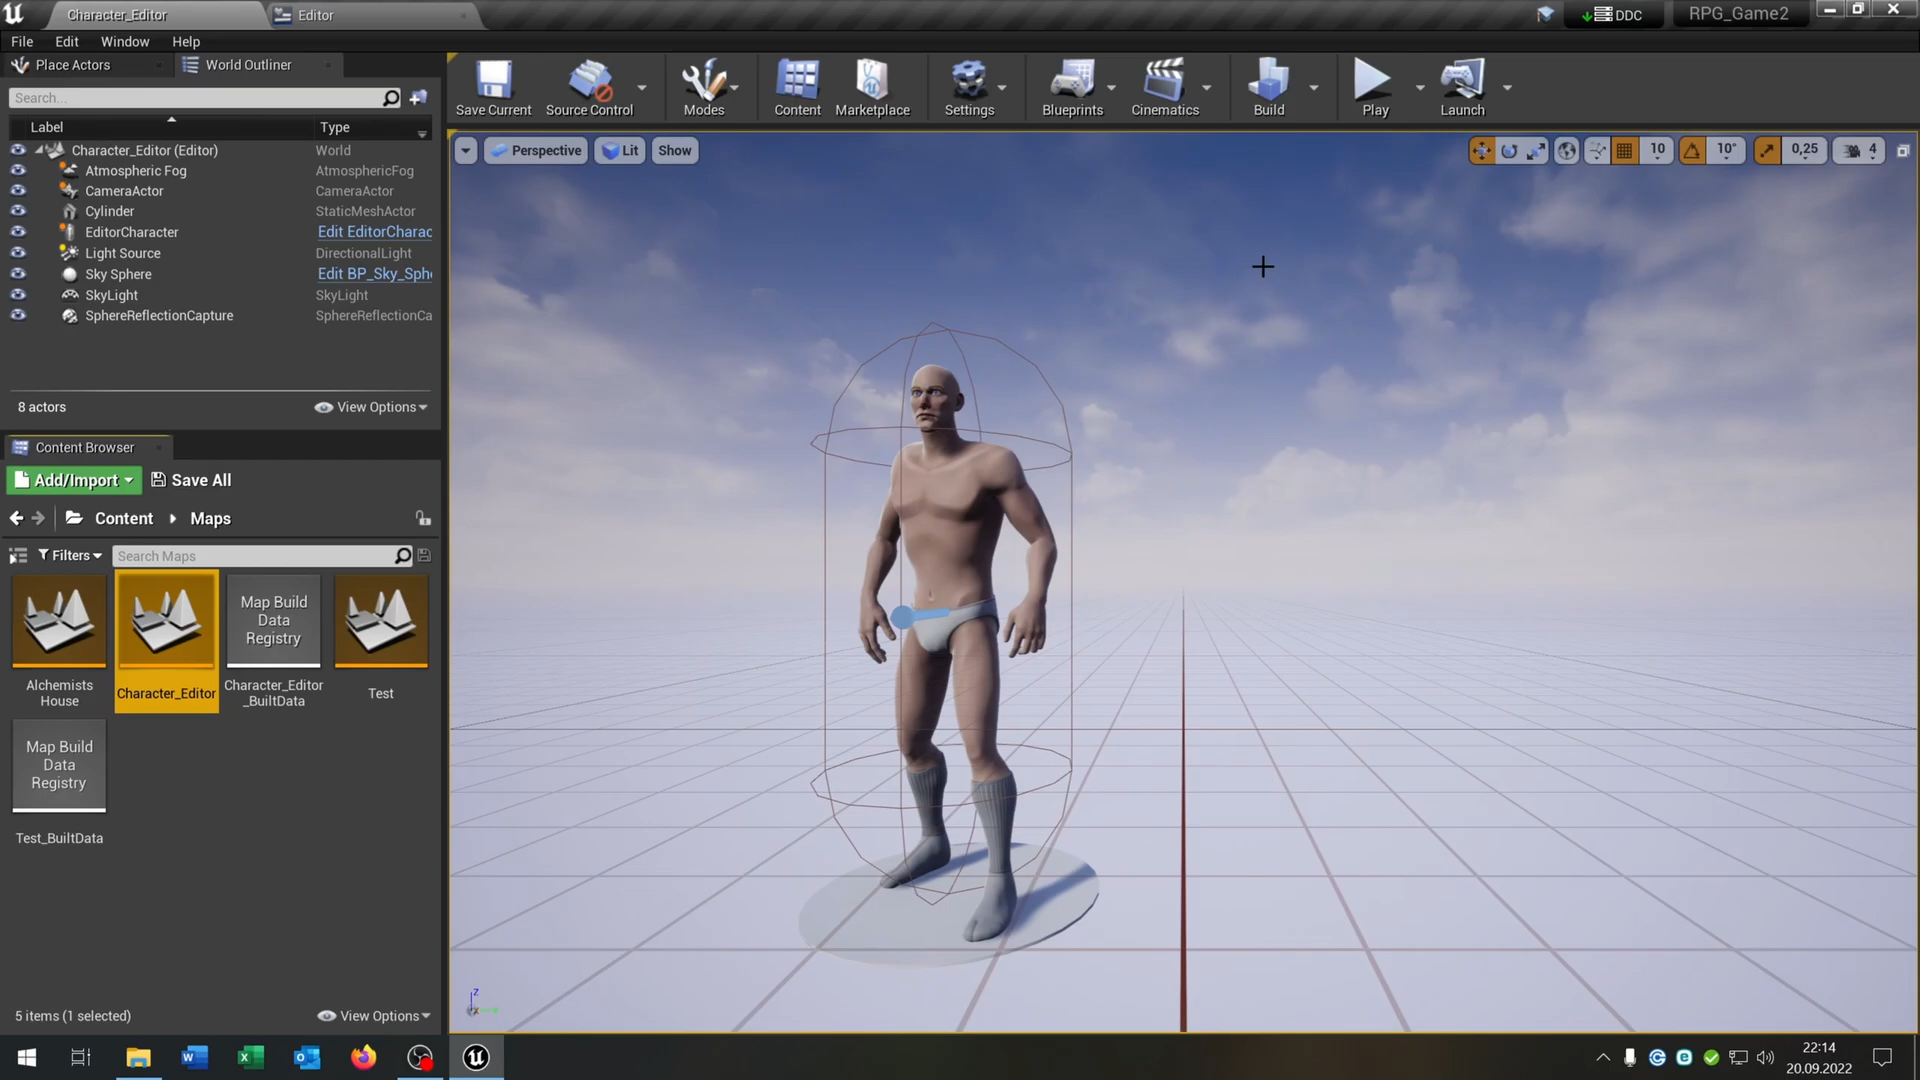 Character_Editor
Editor
DDC
RPG_Game2
File Edit Window Help
Place Actors
World Outliner
Search...
Label
Type
Character_Editor (Editor) World
Atmospheric Fog AtmosphericFog
CameraActor CameraActor
Cylinder StaticMeshActor
EditorCharacter Edit EditorCharac
Light Source DirectionalLight
Sky Sphere Edit BP_Sky_Sph
SkyLight SkyLight
SphereReflectionCapture SphereReflectionCa
8 actors
View Options
Save Current
Source Control
Modes
Content
Marketplace
Settings
Blueprints
Cinematics
Build
Play
Launch
Perspective
Lit
Show
10
10°
0,25
4
Content Browser
Add/Import
Save All
Content
Maps
Filters
Search Maps
Alchemists
House
Character_Editor
Map Build
Data
Registry
Character_Editor
_BuiltData
Test
Map Build
Data
Registry
Test_BuiltData
5 items (1 selected)
View Options
Z
22:14
20.09.2022